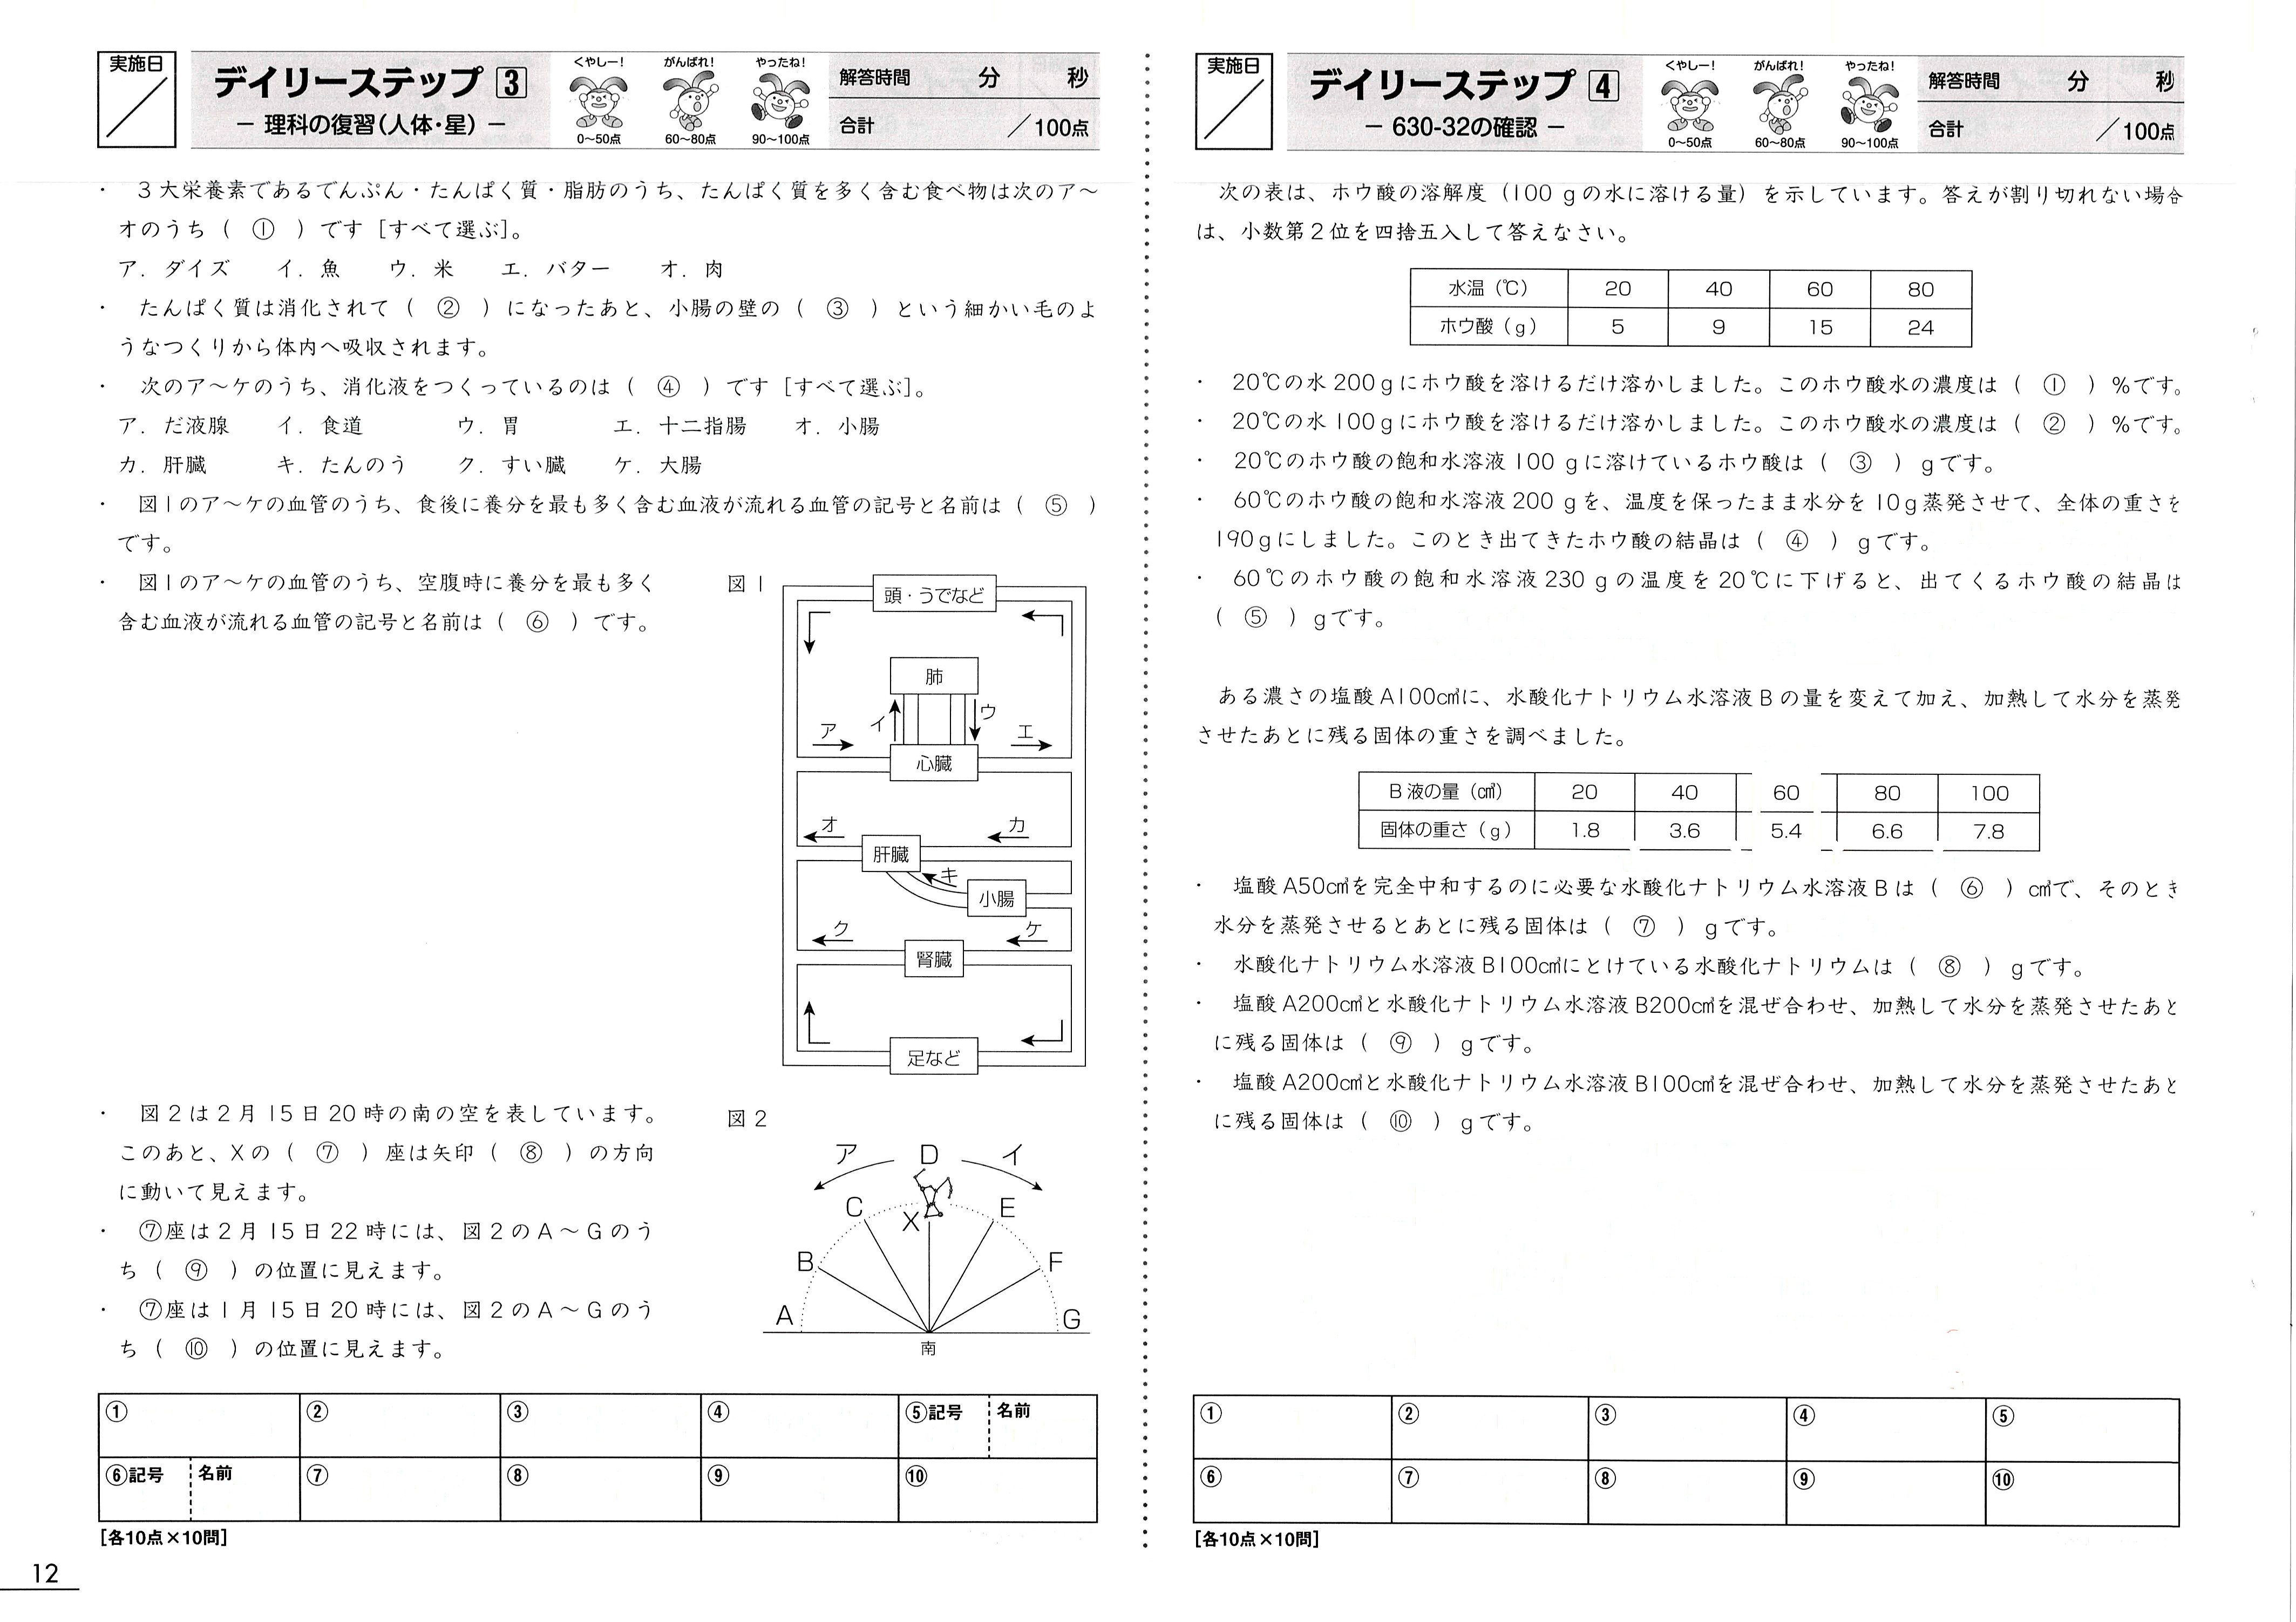 実施日
デイリーステップ 3
− 理科の復習(人体・星) −
くやしー!
0〜50点
がんばれ!
60〜80点
やったね!
90〜100点
解答時間 分 秒
合計 ／100点
・ 3大栄養素であるでんぷん・たんぱく質・脂肪のうち、たんぱく質を多く含む食べ物は次のア〜
オのうち ( ① ) です [すべて選ぶ]。
ア. ダイズ イ. 魚 ウ. 米 エ. バター オ. 肉
・ たんぱく質は消化されて ( ② ) になったあと、小腸の壁の ( ③ ) という細かい毛のよ
うなつくりから体内へ吸収されます。
・ 次のア〜ケのうち、消化液をつくっているのは ( ④ ) です [すべて選ぶ]。
ア. だ液腺 イ. 食道 ウ. 胃 エ. 十二指腸 オ. 小腸
カ. 肝臓 キ. たんのう ク. すい臓 ケ. 大腸
・ 図1のア〜ケの血管のうち、食後に養分を最も多く含む血液が流れる血管の記号と名前は ( ⑤ )
です。
・ 図1のア〜ケの血管のうち、空腹時に養分を最も多く
含む血液が流れる血管の記号と名前は ( ⑥ ) です。
図1
頭・うでなど
肺
ア イ ウ エ
心臓
オ カ
肝臓
キ
小腸
ク ケ
腎臓
足など
・ 図2は2月15日20時の南の空を表しています。
このあと、Xの ( ⑦ ) 座は矢印 ( ⑧ ) の方向
に動いて見えます。
・ ⑦座は2月15日22時には、図2のA〜Gのう
ち ( ⑨ ) の位置に見えます。
・ ⑦座は1月15日20時には、図2のA〜Gのう
ち ( ⑩ ) の位置に見えます。
図2
ア D イ
C X E
B F
A G
南
① ② ③ ④ ⑤記号 名前
⑥記号 名前 ⑦ ⑧ ⑨ ⑩
[各10点×10問]
12
実施日
デイリーステップ 4
− 630-32の確認 −
くやしー!
0〜50点
がんばれ!
60〜80点
やったね!
90〜100点
解答時間 分 秒
合計 ／100点
次の表は、ホウ酸の溶解度 (100gの水に溶ける量) を示しています。答えが割り切れない場合
は、小数第2位を四捨五入して答えなさい。
水温 (℃) 20 40 60 80
ホウ酸 (g) 5 9 15 24
・ 20℃の水200gにホウ酸を溶けるだけ溶かしました。このホウ酸水の濃度は ( ① ) %です。
・ 20℃の水100gにホウ酸を溶けるだけ溶かしました。このホウ酸水の濃度は ( ② ) %です。
・ 20℃のホウ酸の飽和水溶液100gに溶けているホウ酸は ( ③ ) gです。
・ 60℃のホウ酸の飽和水溶液200gを、温度を保ったまま水分を10g蒸発させて、全体の重さを
190gにしました。このとき出てきたホウ酸の結晶は ( ④ ) gです。
・ 60℃のホウ酸の飽和水溶液230gの温度を20℃に下げると、出てくるホウ酸の結晶は
( ⑤ ) gです。
ある濃さの塩酸A100c㎥に、水酸化ナトリウム水溶液Bの量を変えて加え、加熱して水分を蒸発
させたあとに残る固体の重さを調べました。
B液の量 (c㎥) 20 40 60 80 100
固体の重さ (g) 1.8 3.6 5.4 6.6 7.8
・ 塩酸A50c㎥を完全中和するのに必要な水酸化ナトリウム水溶液Bは ( ⑥ ) c㎥で、そのとき
水分を蒸発させるとあとに残る固体は ( ⑦ ) gです。
・ 水酸化ナトリウム水溶液B100c㎥にとけている水酸化ナトリウムは ( ⑧ ) gです。
・ 塩酸A200c㎥と水酸化ナトリウム水溶液B200c㎥を混ぜ合わせ、加熱して水分を蒸発させたあと
に残る固体は ( ⑨ ) gです。
・ 塩酸A200c㎥と水酸化ナトリウム水溶液B100c㎥を混ぜ合わせ、加熱して水分を蒸発させたあと
に残る固体は ( ⑩ ) gです。
① ② ③ ④ ⑤
⑥ ⑦ ⑧ ⑨ ⑩
[各10点×10問]